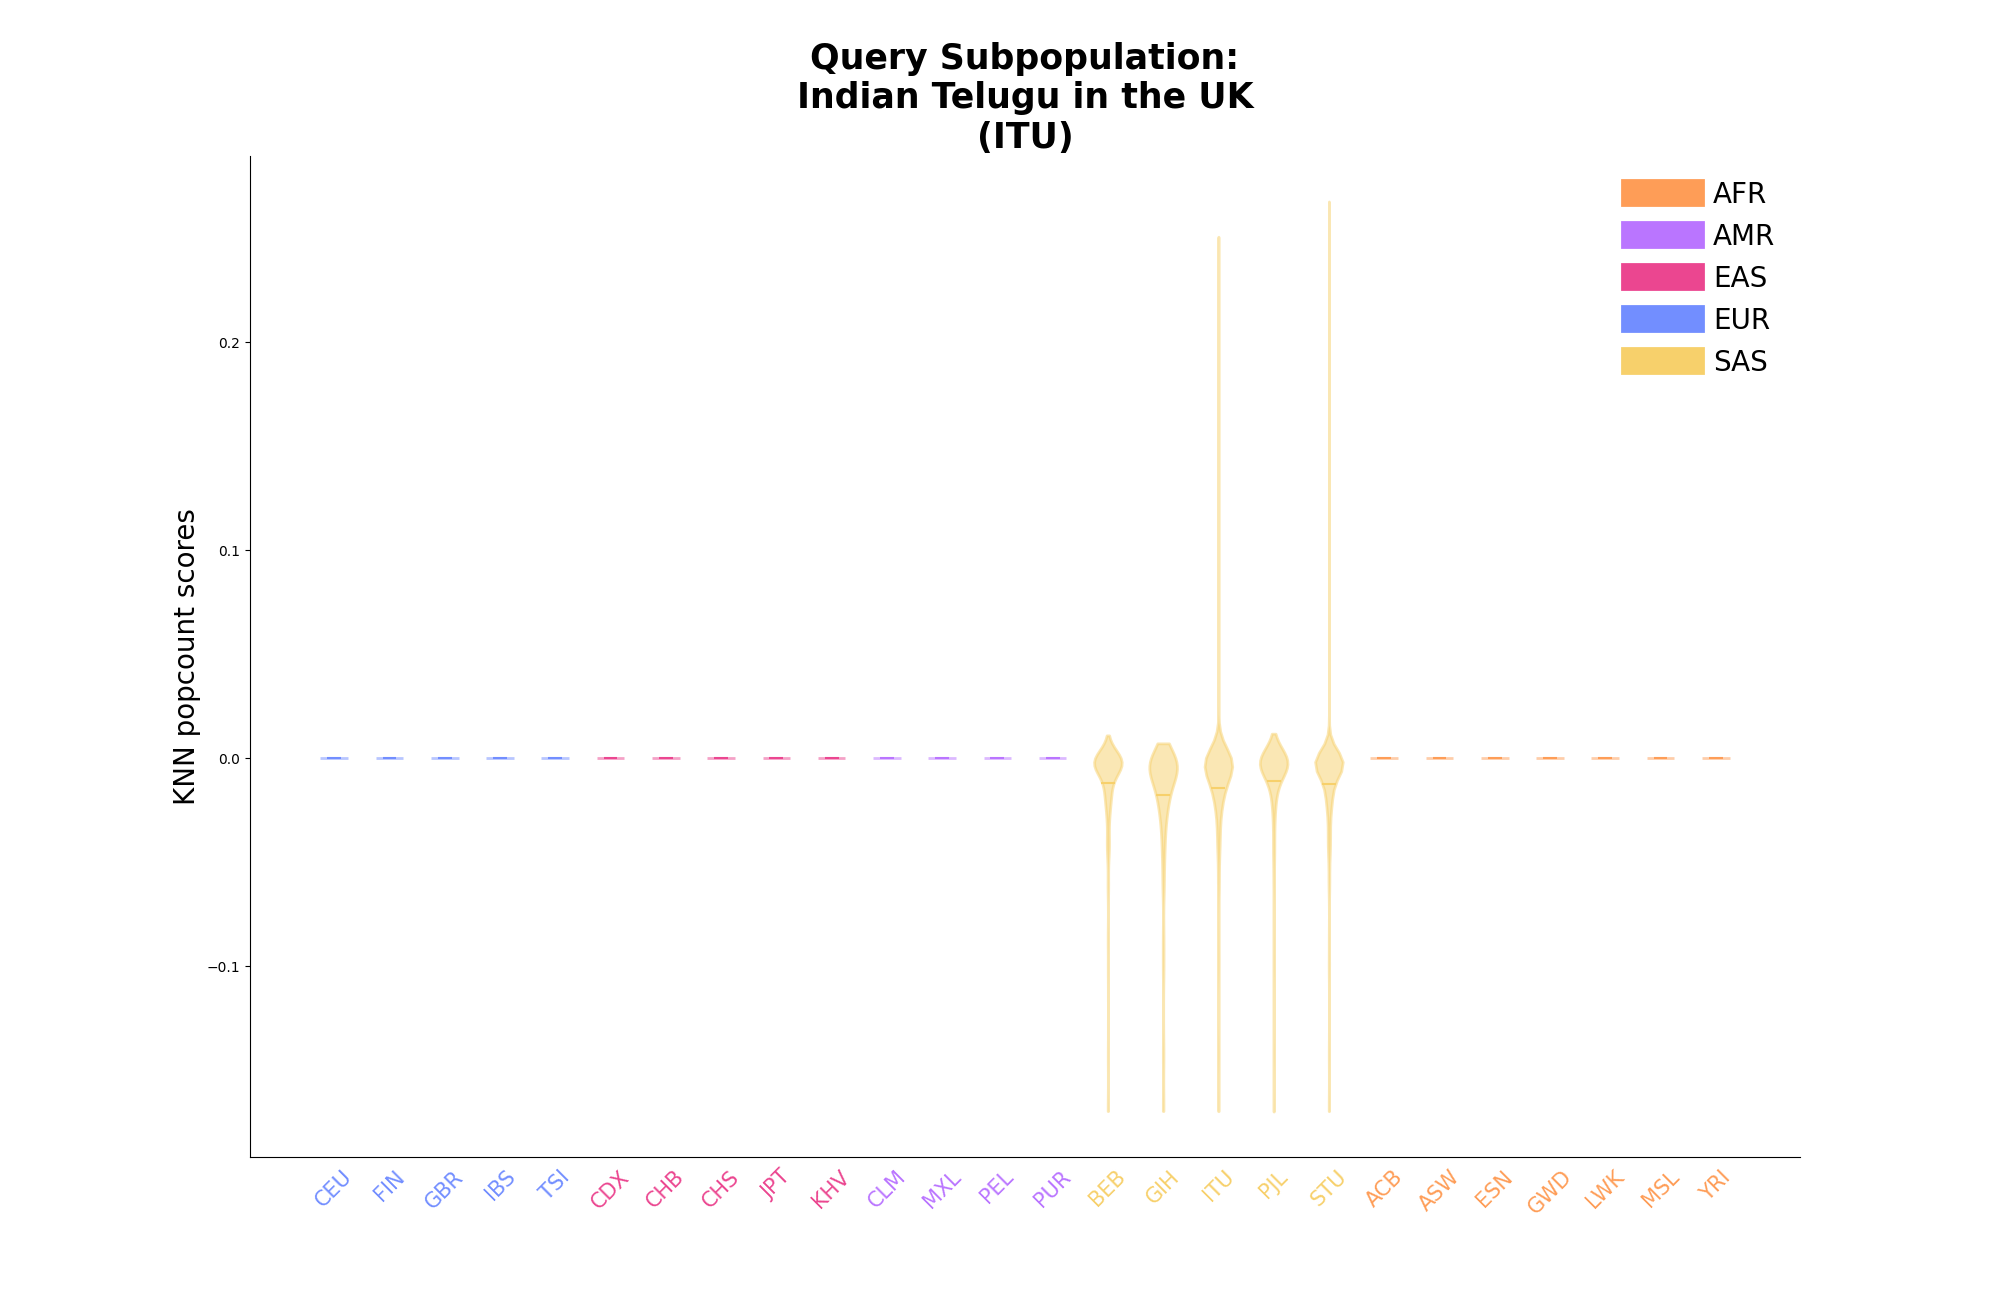 Query Subpopulation:
Indian Telugu in the UK
(ITU)
AFR
AMR
EAS
EUR
SAS
KNN popcount scores
0.2
0.1
0.0
−0.1
CEU FIN GBR IBS TSI CDX CHB CHS JPT KHV CLM MXL PEL PUR BEB GIH ITU PJL STU ACB ASW ESN GWD LWK MSL YRI